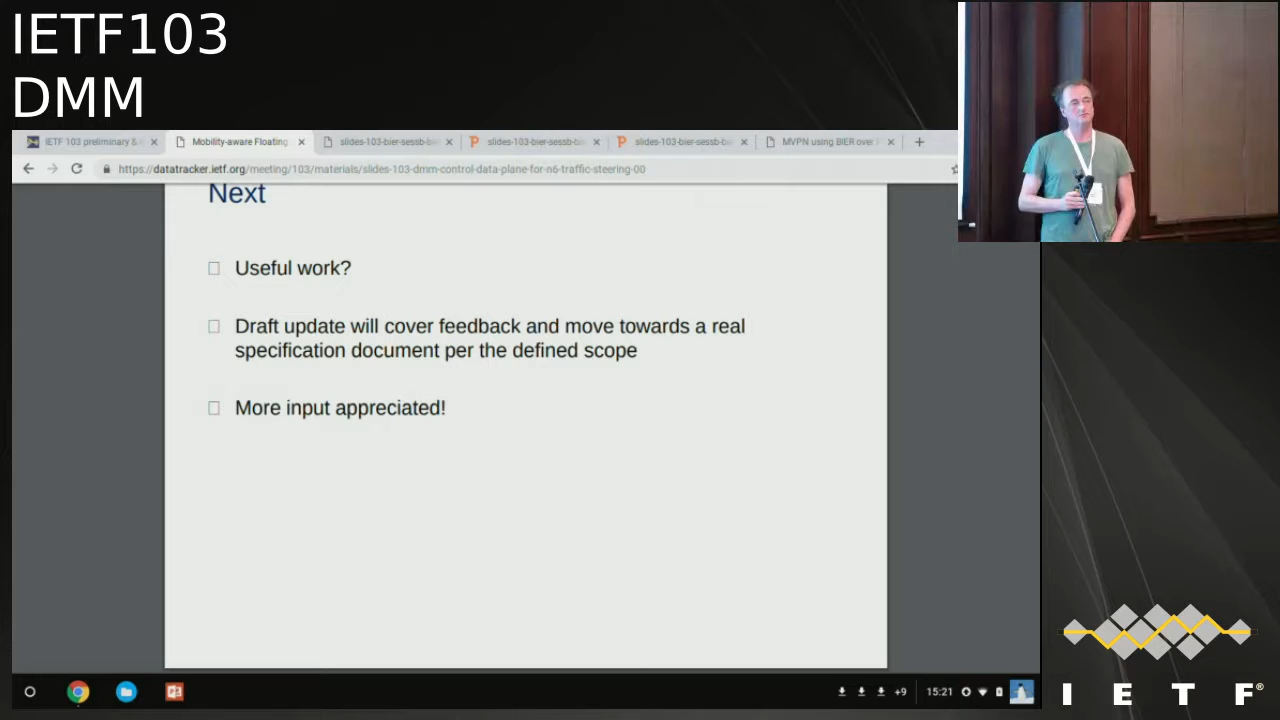 IETF103
DMM
IETF 103 preliminary &
Mobility-aware Floating
slides-103-bier-sessb-bie
slides-103-bier-sessb-bie
slides-103-bier-sessb-bie
MVPN using BIER over
https://datatracker.ietf.org/meeting/103/materials/slides-103-dmm-control-data-plane-for-n6-traffic-steering-00
Next
Useful work?
Draft update will cover feedback and move towards a real
specification document per the defined scope
More input appreciated!
+9
15:21
I E T F®